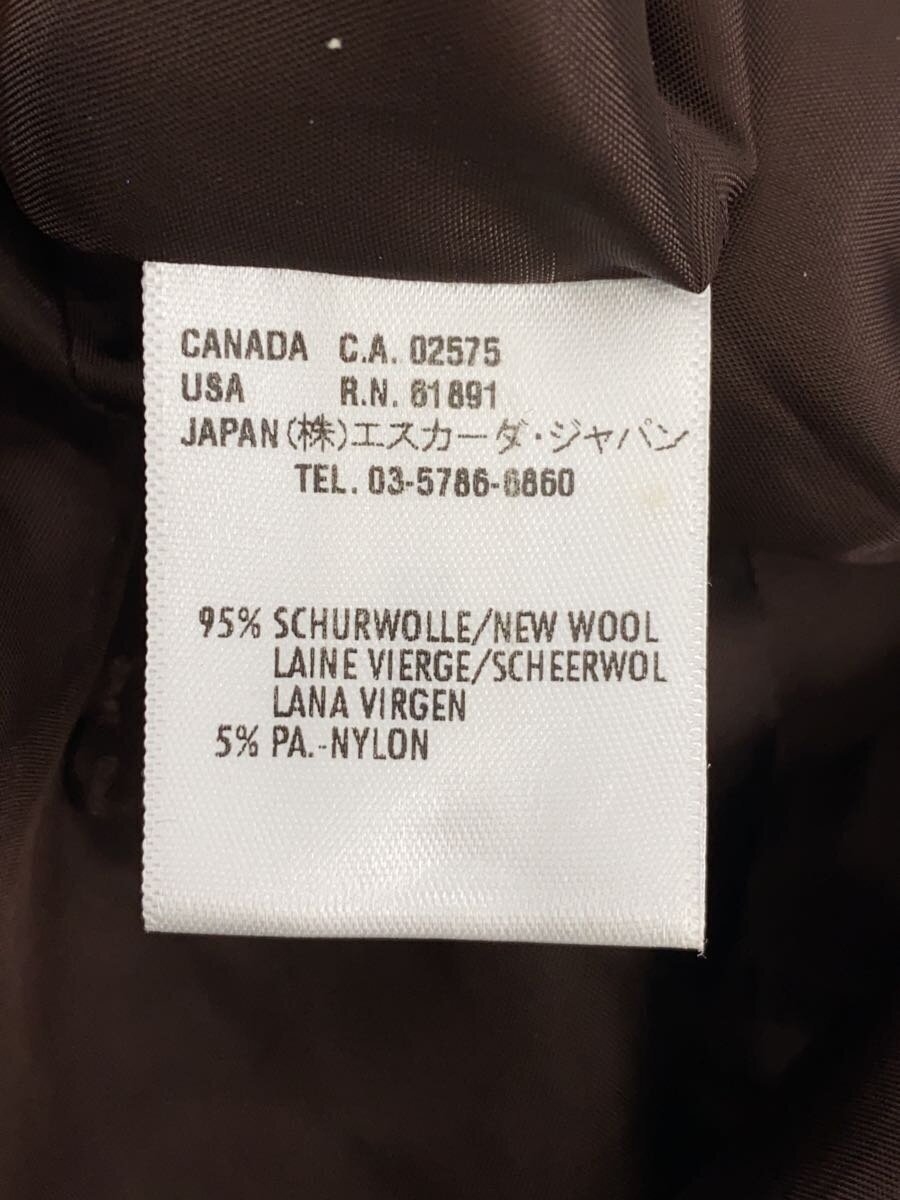 CANADA C.A. 02575
USA R.N. 61891
JAPAN(株)エスカーダ・ジャパン
TEL. 03-5786-6860
95% SCHURWOLLE/NEW WOOL
LAINE VIERGE/SCHEERWOL
LANA VIRGEN
5% PA.-NYLON